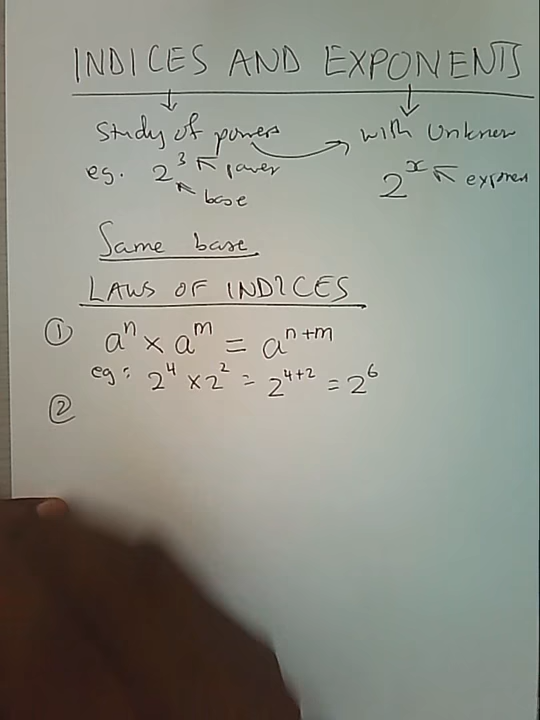 INDICES AND EXPONENTS
↓ ↓
Study of powers → with Unknown
eg. 2³ ↖ power 2ˣ ↖ exponen
↖ base
Same base
LAWS OF INDICES
① aⁿ × aᵐ = aⁿ⁺ᵐ
eg: 2⁴ × 2² = 2⁴⁺² = 2⁶
②